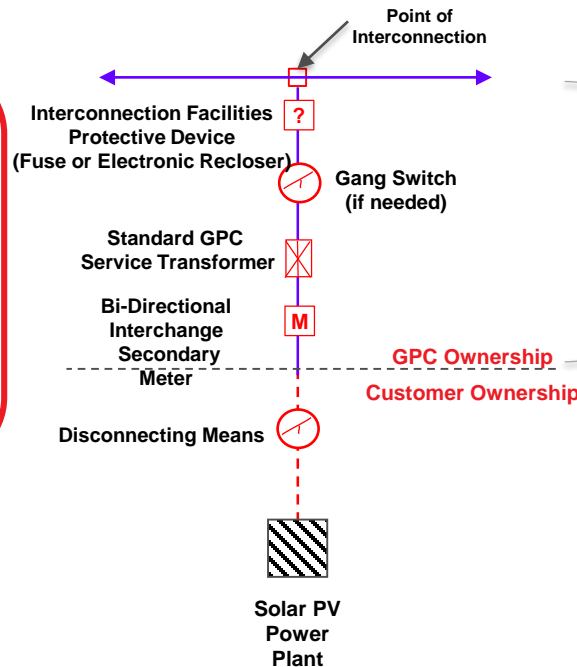 Point of
Interconnection
Interconnection Facilities
Protective Device
(Fuse or Electronic Recloser)
?
Gang Switch
(if needed)
Standard GPC
Service Transformer
Bi-Directional
Interchange
Secondary
Meter
M
GPC Ownership
Customer Ownership
Disconnecting Means
Solar PV
Power
Plant